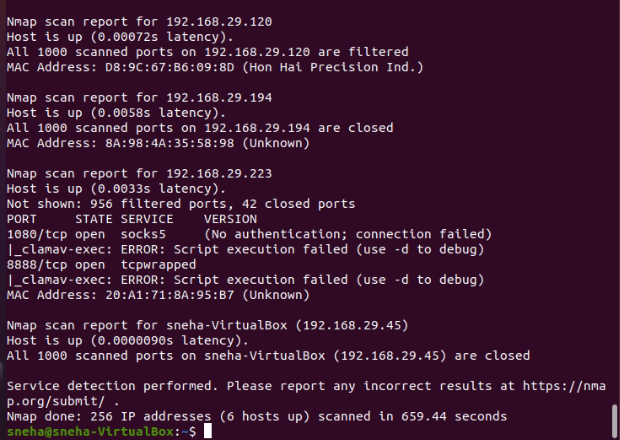 Nmap scan report for 192.168.29.120
Host is up (0.00072s latency).
All 1000 scanned ports on 192.168.29.120 are filtered
MAC Address: D8:9C:67:B6:09:8D (Hon Hai Precision Ind.)
Nmap scan report for 192.168.29.194
Host is up (0.0058s latency).
All 1000 scanned ports on 192.168.29.194 are closed
MAC Address: 8A:98:4A:35:58:98 (Unknown)
Nmap scan report for 192.168.29.223
Host is up (0.0033s latency).
Not shown: 956 filtered ports, 42 closed ports
PORT     STATE SERVICE    VERSION
1080/tcp open  socks5     (No authentication; connection failed)
|_clamav-exec: ERROR: Script execution failed (use -d to debug)
8888/tcp open  tcpwrapped
|_clamav-exec: ERROR: Script execution failed (use -d to debug)
MAC Address: 20:A1:71:8A:95:B7 (Unknown)
Nmap scan report for sneha-VirtualBox (192.168.29.45)
Host is up (0.0000090s latency).
All 1000 scanned ports on sneha-VirtualBox (192.168.29.45) are closed
Service detection performed. Please report any incorrect results at https://nma
p.org/submit/ .
Nmap done: 256 IP addresses (6 hosts up) scanned in 659.44 seconds
sneha@sneha-VirtualBox:~$